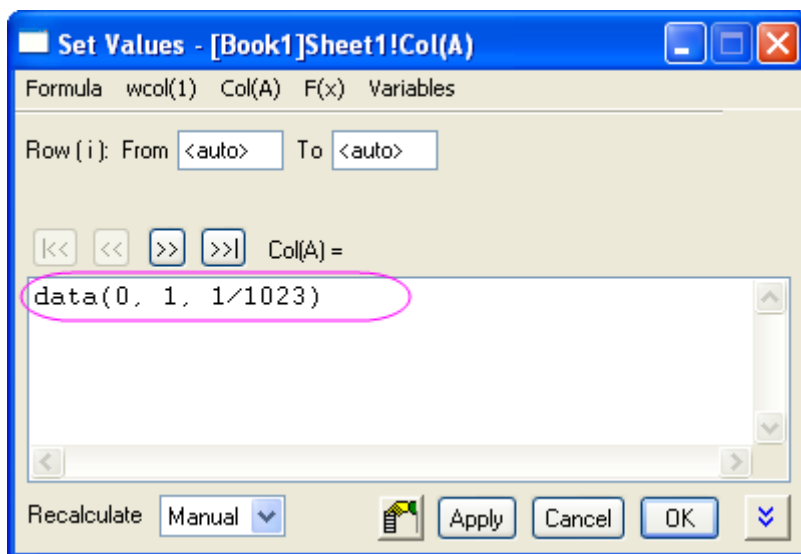 Set Values - [Book1]Sheet1!Col(A)
Formula wcol(1) Col(A) F(x) Variables
Row ( i ): From <auto> To <auto>
|<< << >> >>| Col(A) =
data(0, 1, 1/1023)
Recalculate Manual Apply Cancel OK